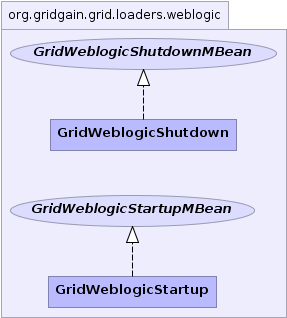 org.gridgain.grid.loaders.weblogic
GridWeblogicShutdownMBean
GridWeblogicShutdown
GridWeblogicStartupMBean
GridWeblogicStartup